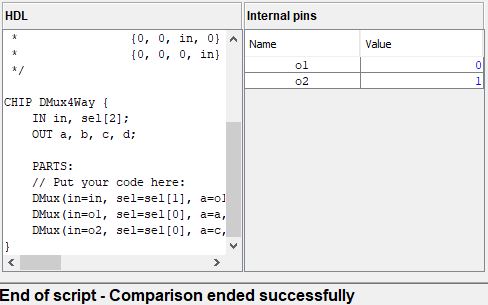 HDL
* {0, 0, in, 0}
* {0, 0, 0, in}
*/
CHIP DMux4Way {
IN in, sel[2];
OUT a, b, c, d;
PARTS:
// Put your code here:
DMux(in=in, sel=sel[1], a=o1
DMux(in=o1, sel=sel[0], a=a,
DMux(in=o2, sel=sel[0], a=c,
}
Internal pins
Name Value
o1 0
o2 1
End of script - Comparison ended successfully